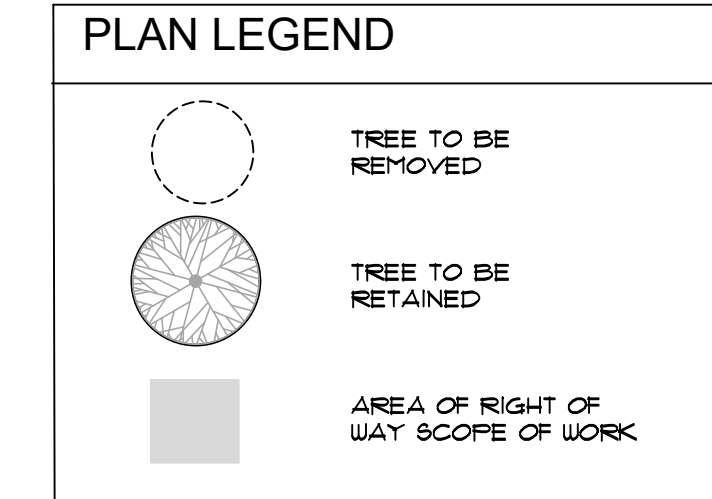 PLAN LEGEND
TREE TO BE
REMOVED
TREE TO BE
RETAINED
AREA OF RIGHT OF
WAY SCOPE OF WORK